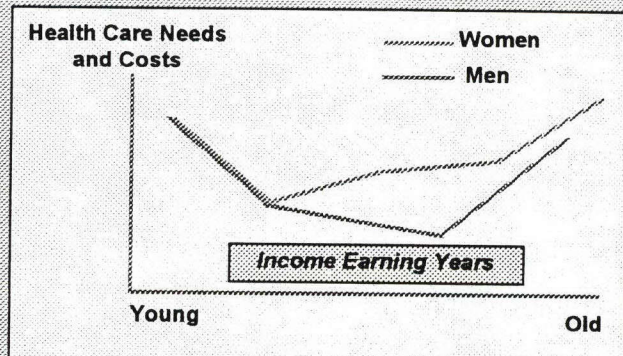 Health Care Needs
and Costs
Women
Men
Income Earning Years
Young
Old